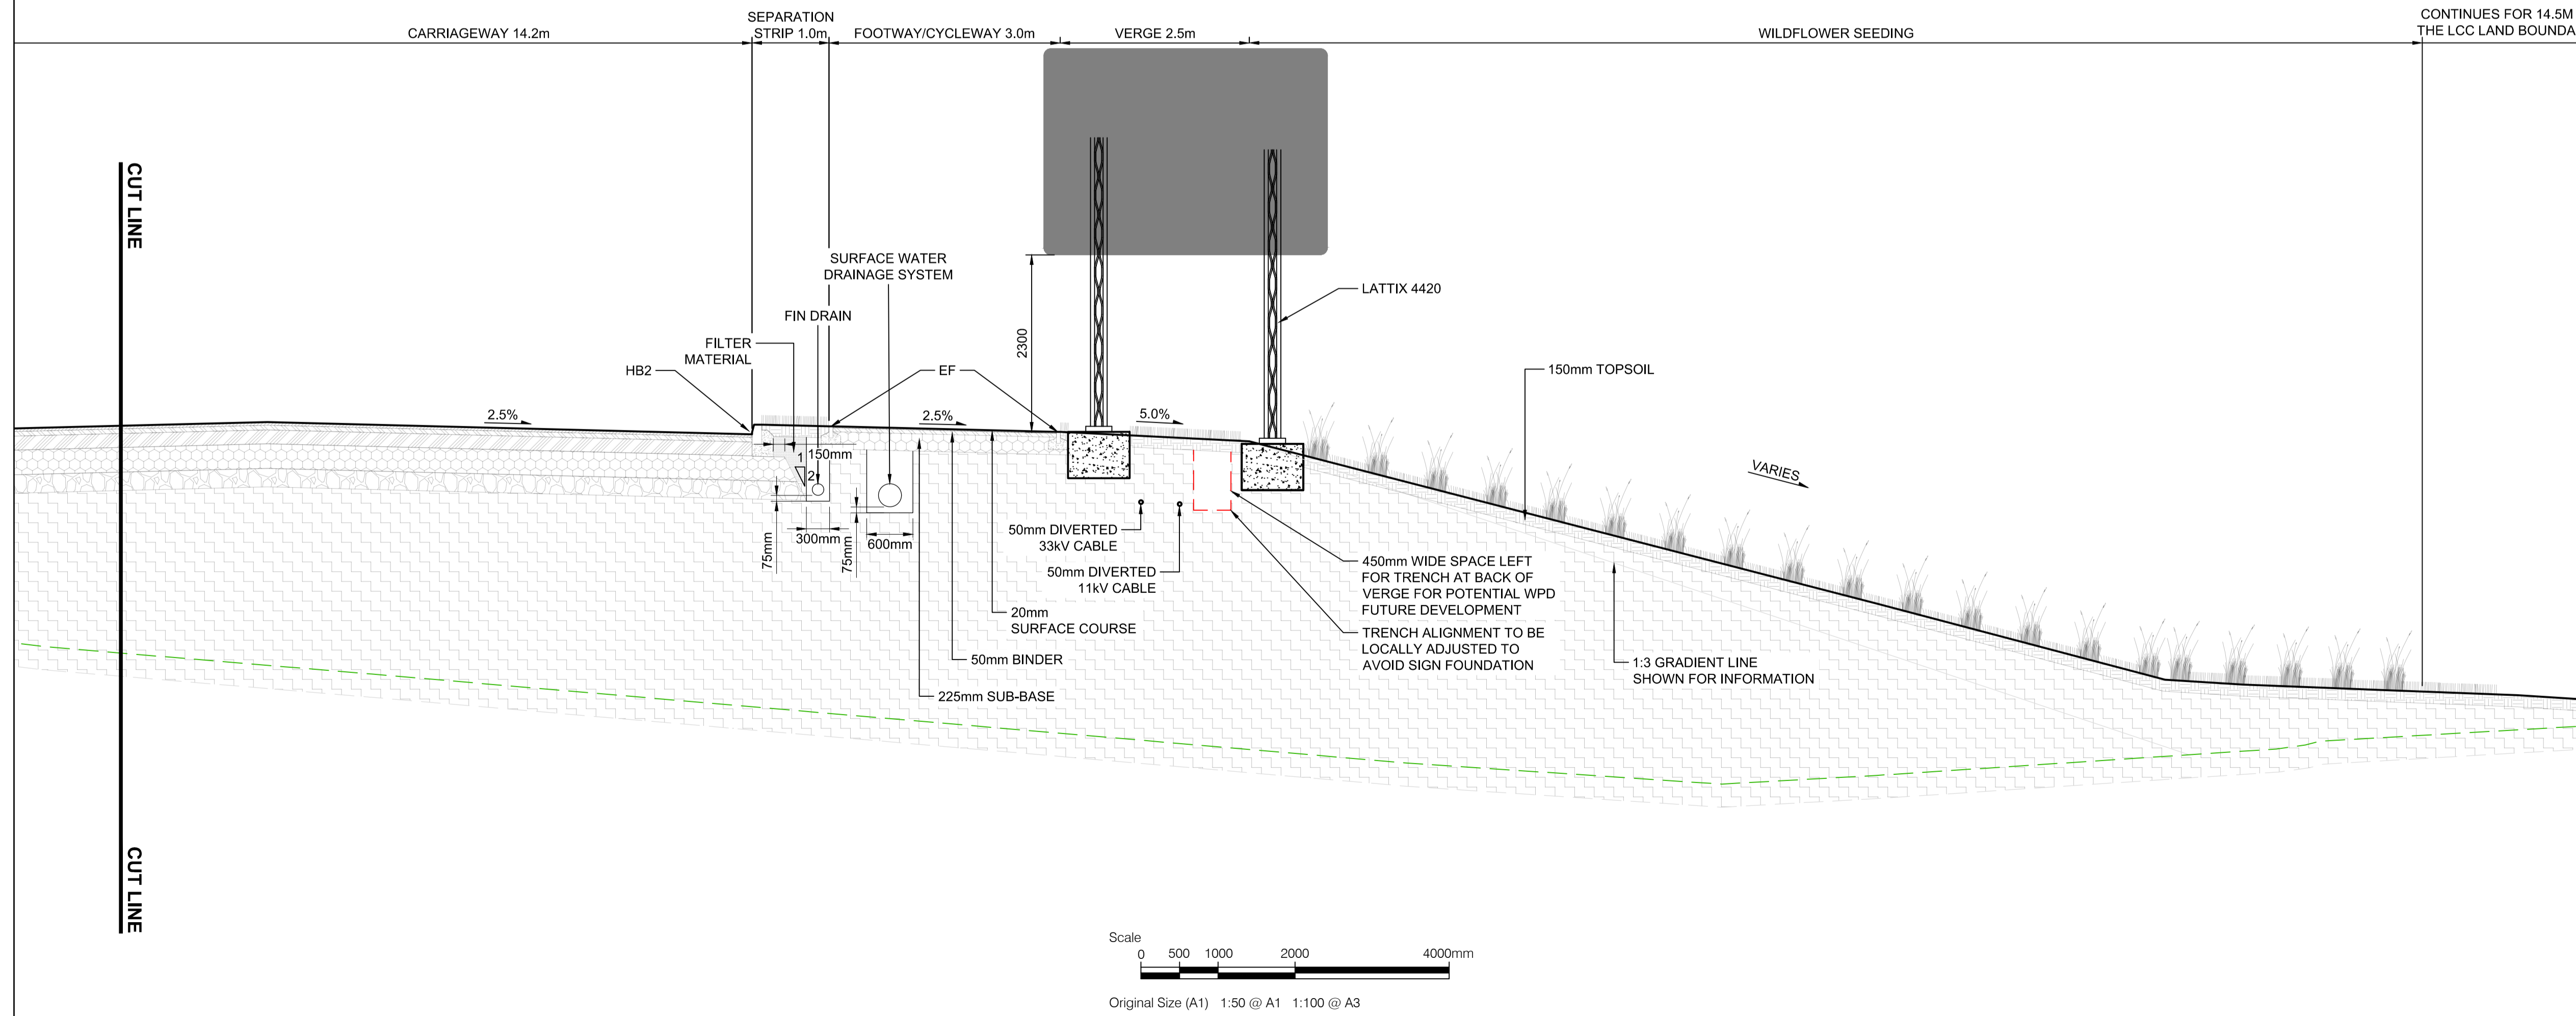 CARRIAGEWAY 14.2m
SEPARATION
STRIP 1.0m
FOOTWAY/CYCLEWAY 3.0m
VERGE 2.5m
WILDFLOWER SEEDING
CONTINUES FOR 14.5M
THE LCC LAND BOUNDA
CUT LINE
SURFACE WATER
DRAINAGE SYSTEM
FIN DRAIN
FILTER
MATERIAL
HB2
EF
2300
LATTIX 4420
150mm TOPSOIL
2.5%
2.5%
5.0%
VARIES
150mm
1
2
75mm
300mm
75mm
600mm
50mm DIVERTED
33kV CABLE
50mm DIVERTED
11kV CABLE
20mm
SURFACE COURSE
50mm BINDER
225mm SUB-BASE
450mm WIDE SPACE LEFT
FOR TRENCH AT BACK OF
VERGE FOR POTENTIAL WPD
FUTURE DEVELOPMENT
TRENCH ALIGNMENT TO BE
LOCALLY ADJUSTED TO
AVOID SIGN FOUNDATION
1:3 GRADIENT LINE
SHOWN FOR INFORMATION
CUT LINE
Scale
0 500 1000 2000 4000mm
Original Size (A1) 1:50 @ A1 1:100 @ A3